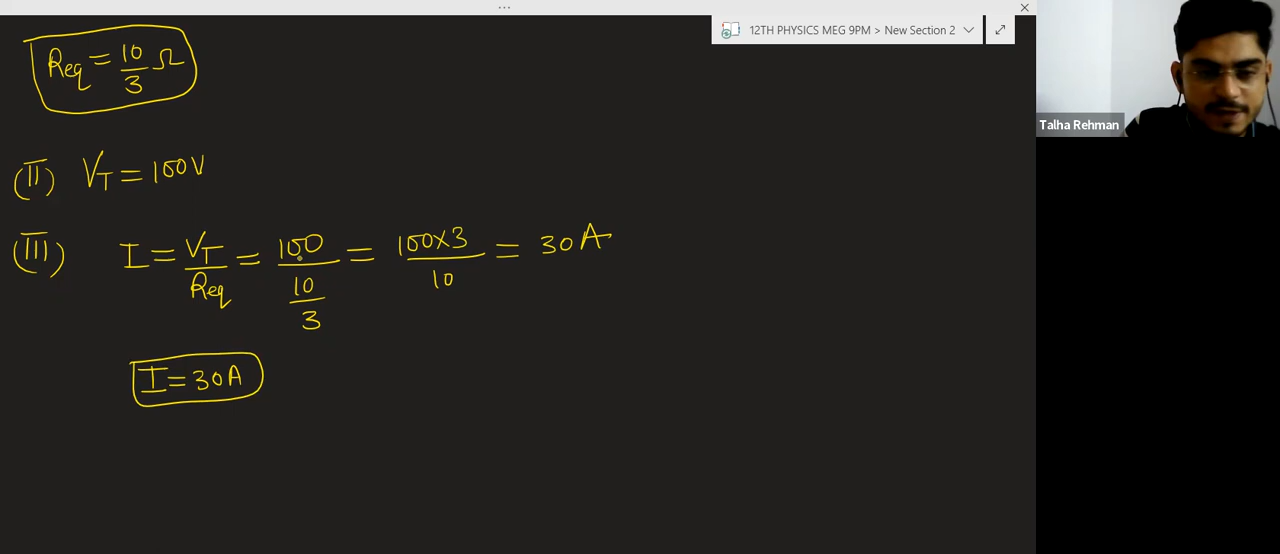 12TH PHYSICS MEG 9PM > New Section 2
Talha Rehman
Req = 10/3 Ω
(II) VT = 100V
(III) I = VT/Req = 100/(10/3) = 100×3/10 = 30A
I = 30A